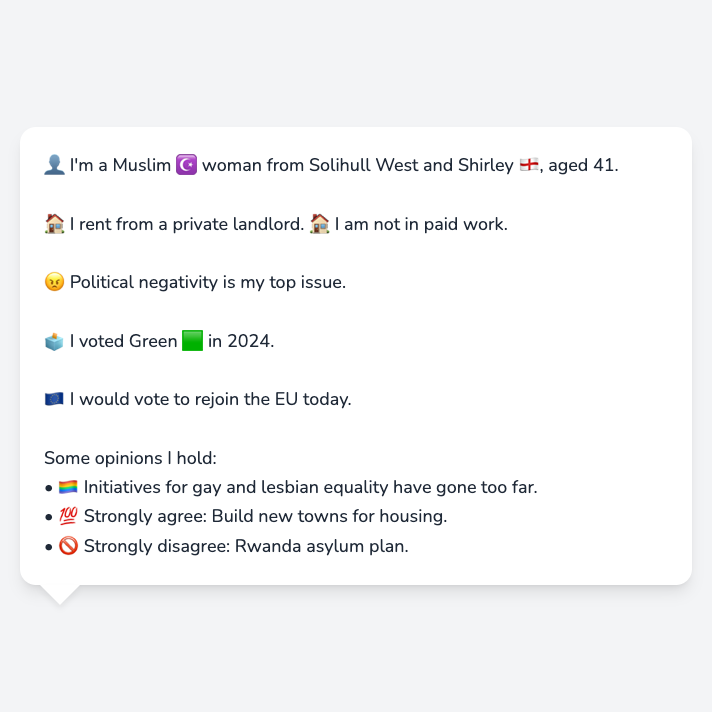 👤 I'm a Muslim ☪️ woman from Solihull West and Shirley 🏴󠁧󠁢󠁥󠁮󠁧󠁿, aged 41.
🏠 I rent from a private landlord. 🏠 I am not in paid work.
😠 Political negativity is my top issue.
🗳️ I voted Green 🟩 in 2024.
🇪🇺 I would vote to rejoin the EU today.
Some opinions I hold:
• 🏳️‍🌈 Initiatives for gay and lesbian equality have gone too far.
• 💯 Strongly agree: Build new towns for housing.
• 🚫 Strongly disagree: Rwanda asylum plan.